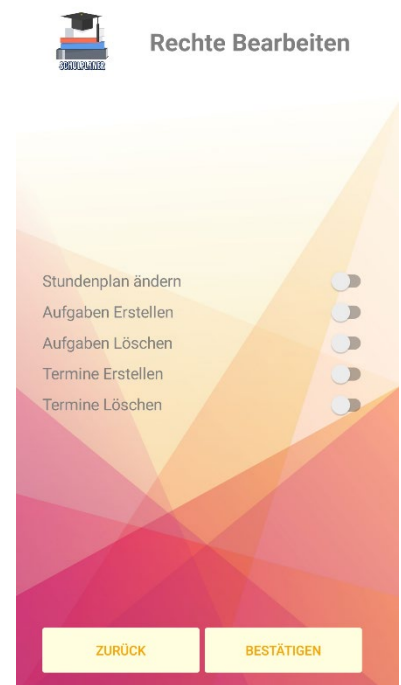 SCHULPLANER
Rechte Bearbeiten
Stundenplan ändern
Aufgaben Erstellen
Aufgaben Löschen
Termine Erstellen
Termine Löschen
ZURÜCK
BESTÄTIGEN